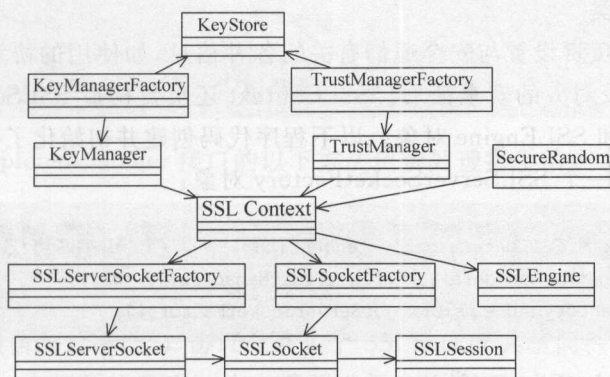 KeyStore
KeyManagerFactory
TrustManagerFactory
KeyManager
TrustManager
SecureRandom
SSL Context
SSLServerSocketFactory
SSLSocketFactory
SSLEngine
SSLServerSocket
SSLSocket
SSLSession